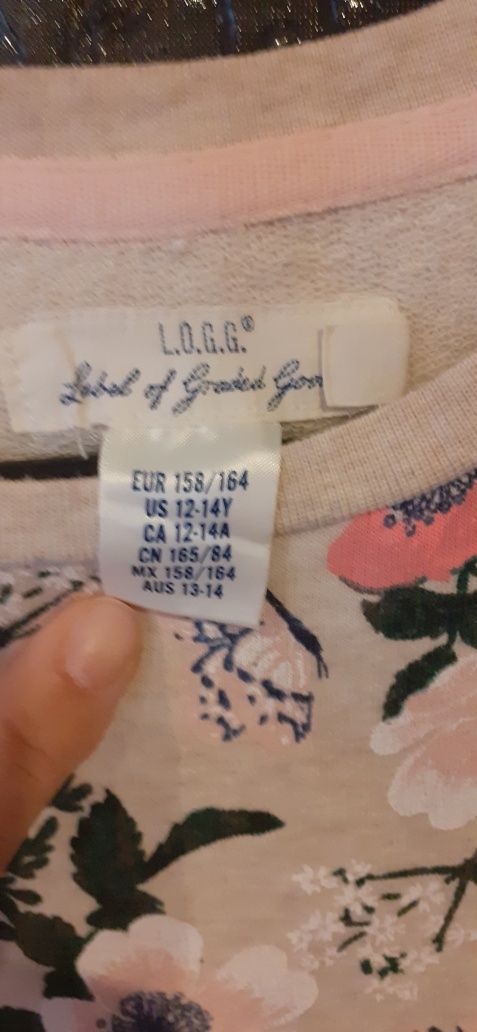 L.O.G.G.®
Label of Graded
EUR 158/164
US 12-14Y
CA 12-14A
CN 165/84
MX 158/164
AUS 13-14